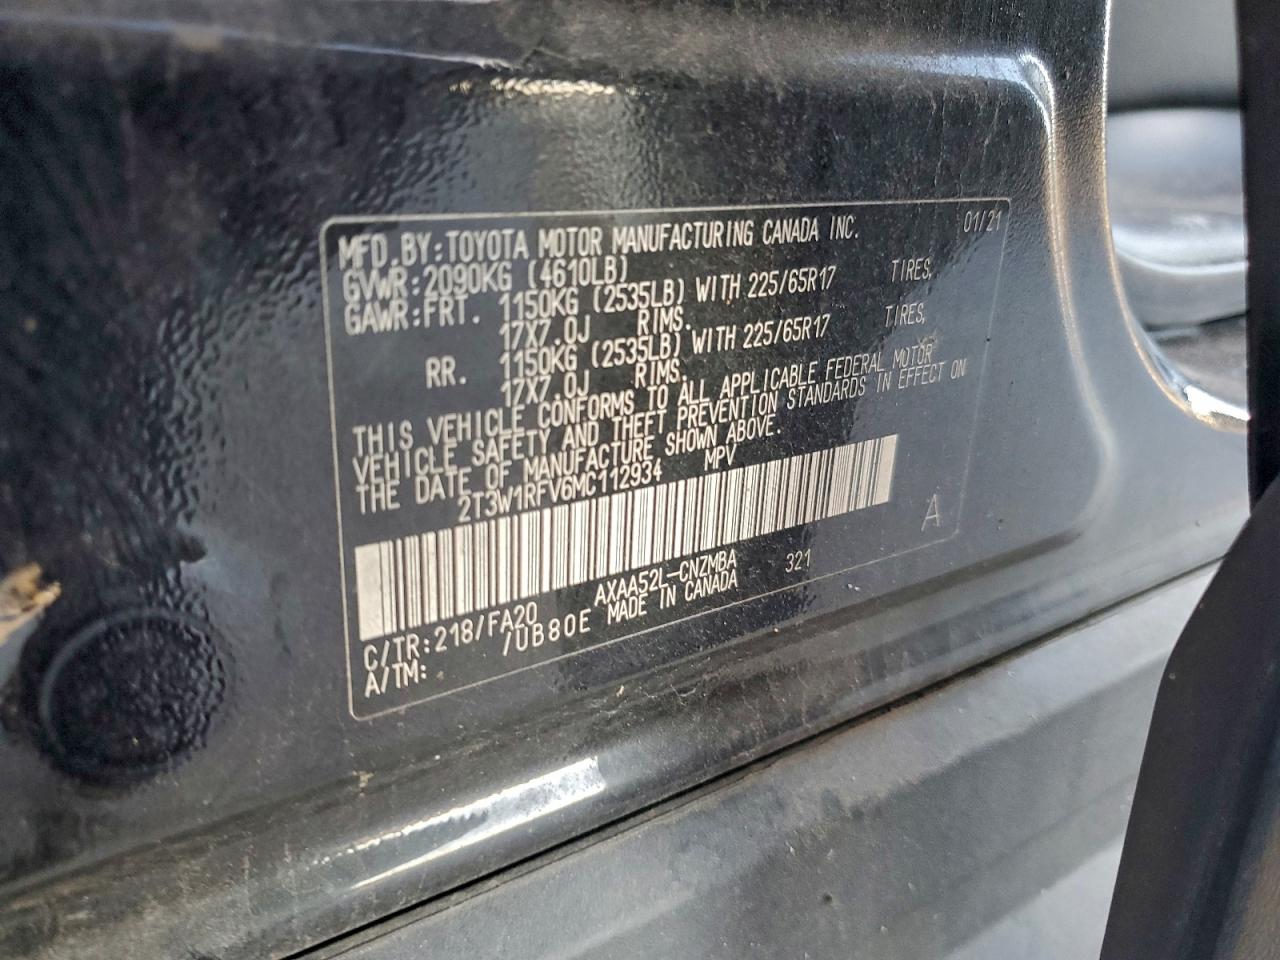 MFD.BY:TOYOTA MOTOR MANUFACTURING CANADA INC. 01/21
GVWR:2090KG (4610LB)
GAWR:FRT. 1150KG (2535LB) WITH 225/65R17 TIRES,
17X7.0J RIMS.
RR. 1150KG (2535LB) WITH 225/65R17 TIRES,
17X7.0J RIMS.
THIS VEHICLE CONFORMS TO ALL APPLICABLE FEDERAL MOTOR
VEHICLE SAFETY AND THEFT PREVENTION STANDARDS IN EFFECT ON
THE DATE OF MANUFACTURE SHOWN ABOVE.
2T3W1RFV6MC112934 MPV
A
C/TR:218/FA20 AXAA52L-CNZMBA 321
A/TM: /UB80E MADE IN CANADA